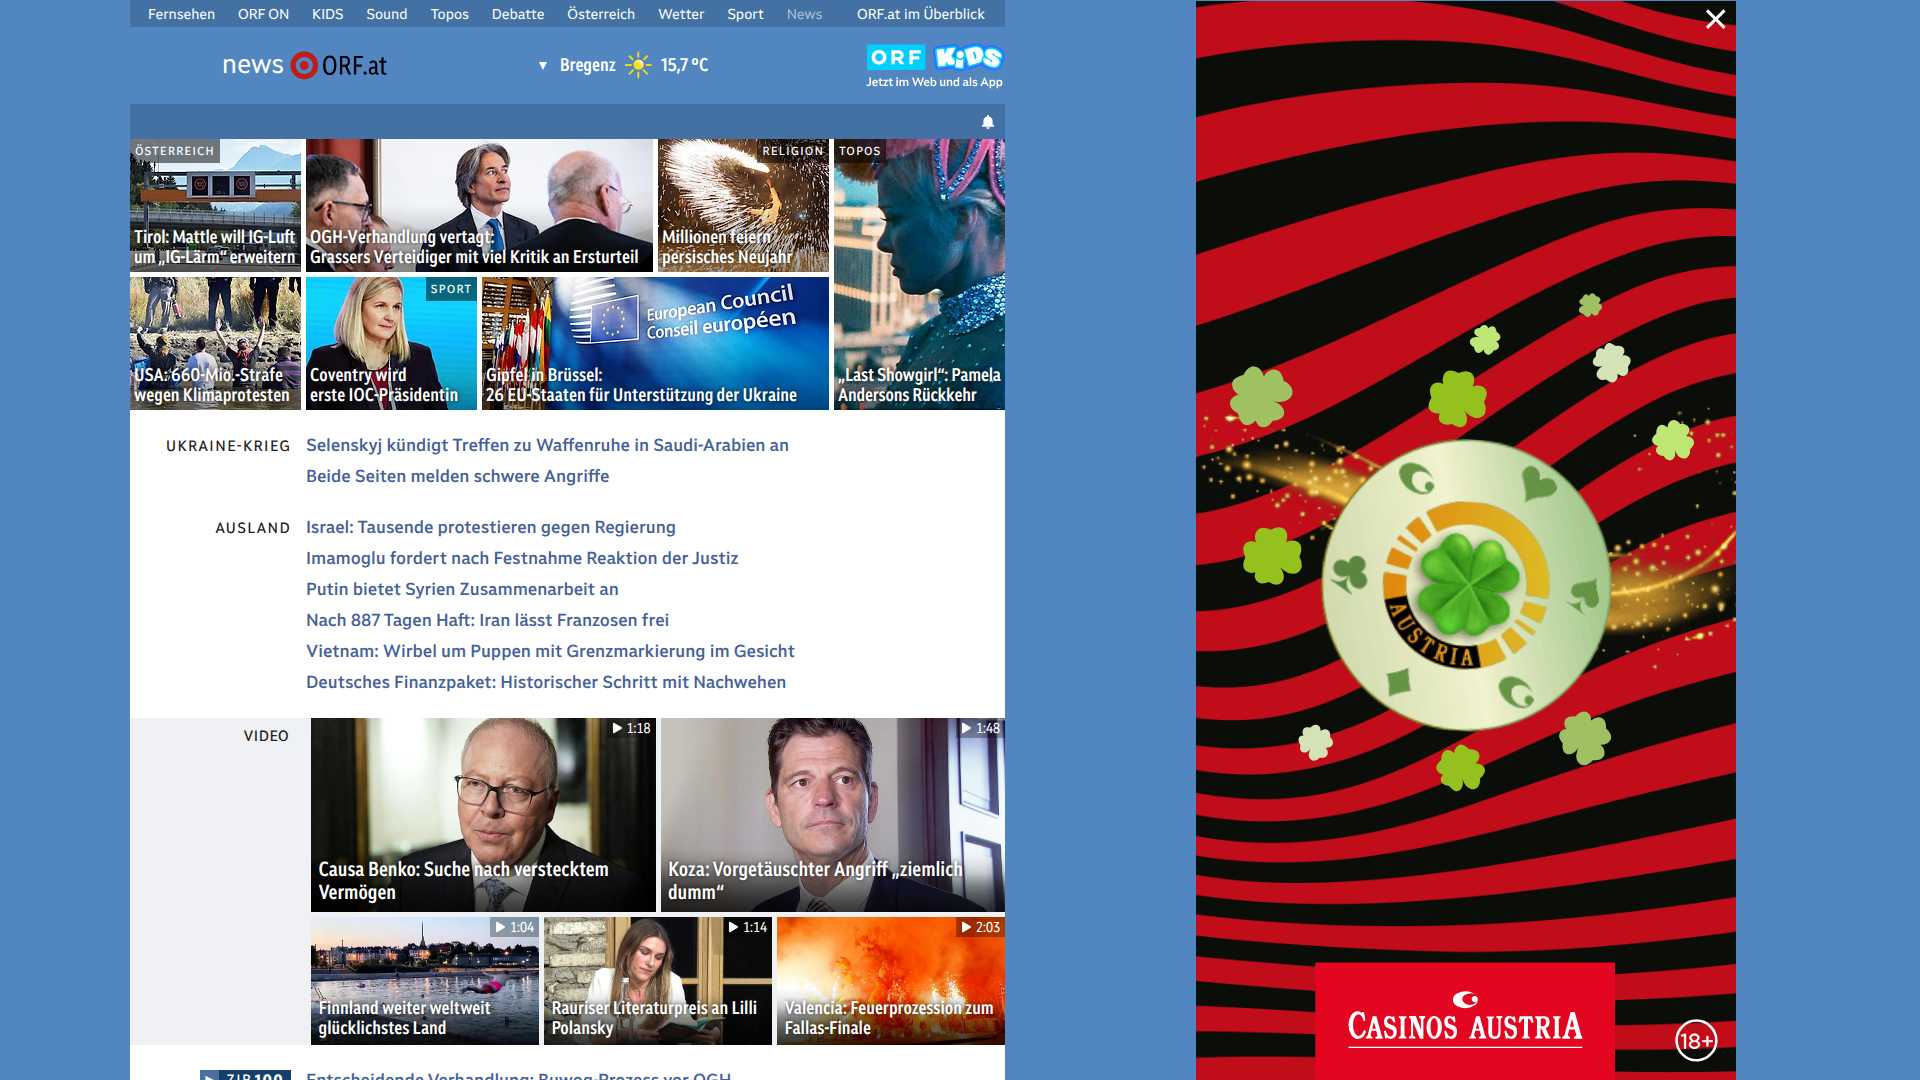 Fernsehen ORF ON KIDS Sound Topos Debatte Österreich Wetter Sport News ORF.at im Überblick
news ORF.at
Bregenz 15,7 °C
ORF KiDS
Jetzt im Web und als App
ÖSTERREICH
Tirol: Mattle will IG-Luft
um „IG-Lärm“ erweitern
OGH-Verhandlung vertagt:
Grassers Verteidiger mit viel Kritik an Ersturteil
RELIGION
Millionen feiern
persisches Neujahr
TOPOS
„Last Showgirl“: Pamela
Andersons Rückkehr
USA: 660-Mio.-Strafe
wegen Klimaprotesten
SPORT
Coventry wird
erste IOC-Präsidentin
European Council
Conseil européen
Gipfel in Brüssel:
26 EU-Staaten für Unterstützung der Ukraine
UKRAINE-KRIEG
Selenskyj kündigt Treffen zu Waffenruhe in Saudi-Arabien an
Beide Seiten melden schwere Angriffe
AUSLAND
Israel: Tausende protestieren gegen Regierung
Imamoglu fordert nach Festnahme Reaktion der Justiz
Putin bietet Syrien Zusammenarbeit an
Nach 887 Tagen Haft: Iran lässt Franzosen frei
Vietnam: Wirbel um Puppen mit Grenzmarkierung im Gesicht
Deutsches Finanzpaket: Historischer Schritt mit Nachwehen
VIDEO
1:18
Causa Benko: Suche nach verstecktem
Vermögen
1:48
Koza: Vorgetäuschter Angriff „ziemlich
dumm“
1:04
Finnland weiter weltweit
glücklichstes Land
1:14
Rauriser Literaturpreis an Lilli
Polansky
2:03
Valencia: Feuerprozession zum
Fallas-Finale
ZIB 100
Entscheidende Verhandlung: Buwog-Prozess vor OGH
AUSTRIA
CASINOS AUSTRIA
18+